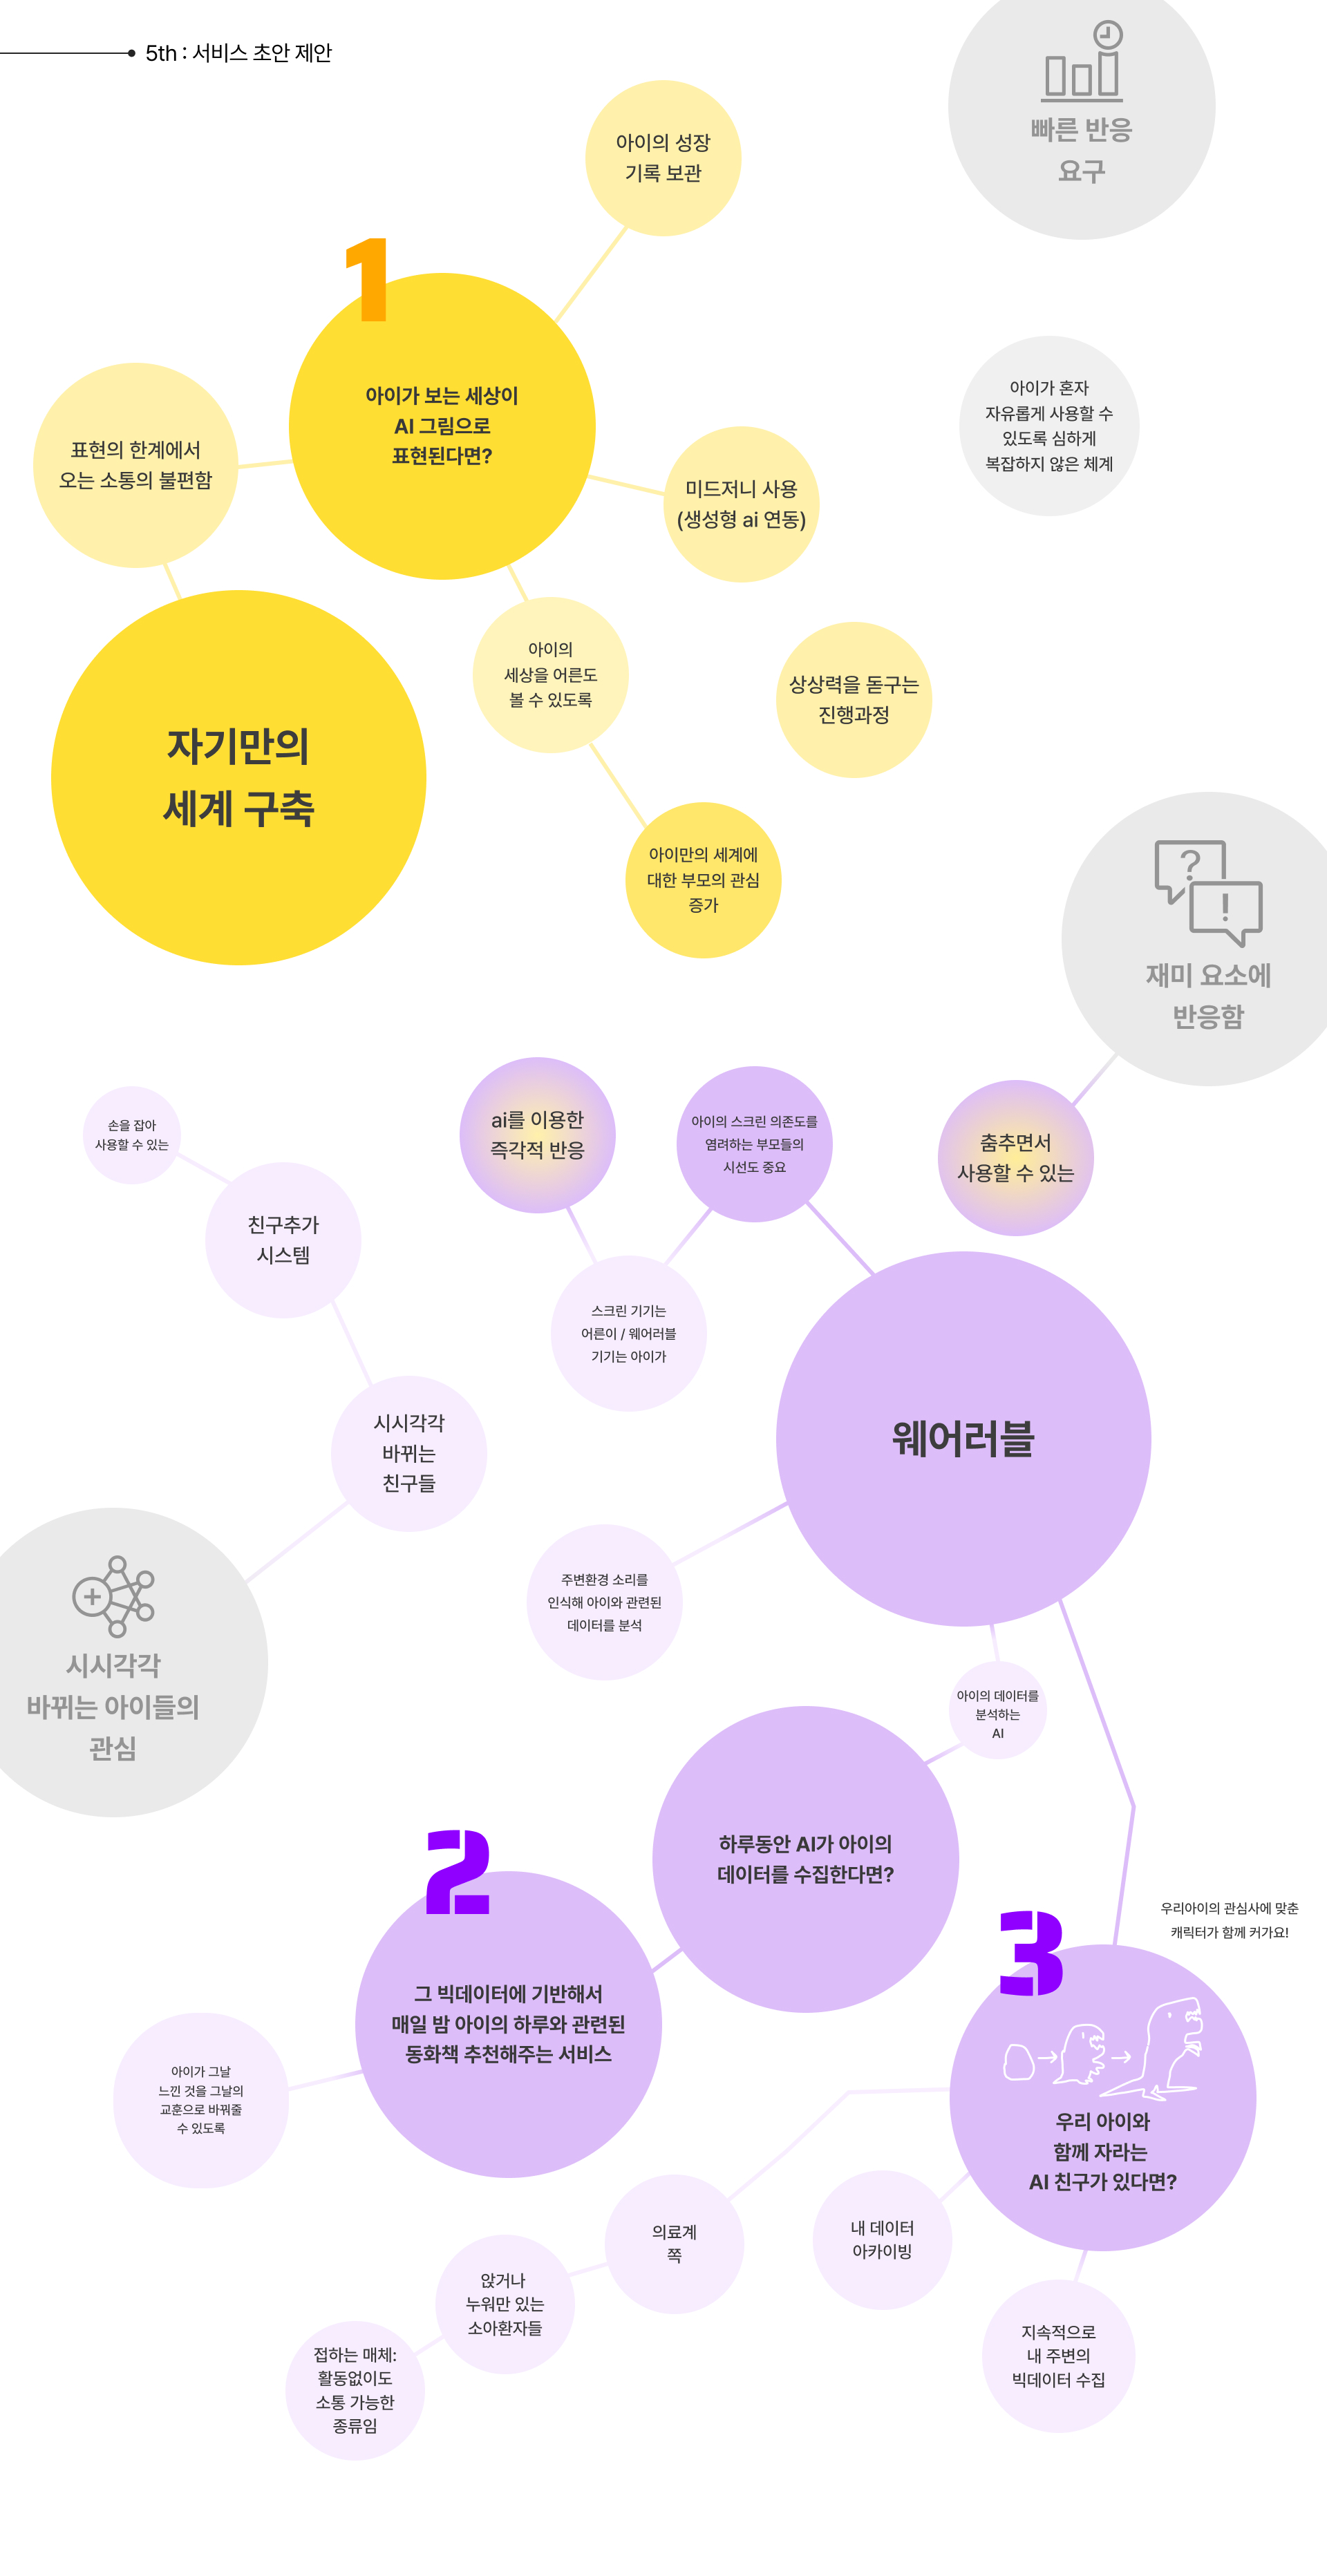 5th : 서비스 초안 제안
빠른 반응
요구
아이의 성장
기록 보관
1
아이가 보는 세상이
AI 그림으로
표현된다면?
아이가 혼자
자유롭게 사용할 수
있도록 심하게
복잡하지 않은 체계
표현의 한계에서
오는 소통의 불편함
미드저니 사용
(생성형 ai 연동)
아이의
세상을 어른도
볼 수 있도록
상상력을 돋구는
진행과정
자기만의
세계 구축
아이만의 세계에
대한 부모의 관심
증가
?
!
재미 요소에
반응함
손을 잡아
사용할 수 있는
ai를 이용한
즉각적 반응
아이의 스크린 의존도를
염려하는 부모들의
시선도 중요
춤추면서
사용할 수 있는
친구추가
시스템
스크린 기기는
어른이 / 웨어러블
기기는 아이가
시시각각
바뀌는
친구들
웨어러블
주변환경 소리를
인식해 아이와 관련된
데이터를 분석
시시각각
바뀌는 아이들의
관심
아이의 데이터를
분석하는
AI
하루동안 AI가 아이의
데이터를 수집한다면?
2
그 빅데이터에 기반해서
매일 밤 아이의 하루와 관련된
동화책 추천해주는 서비스
우리아이의 관심사에 맞춘
캐릭터가 함께 커가요!
3
우리 아이와
함께 자라는
AI 친구가 있다면?
아이가 그날
느낀 것을 그날의
교훈으로 바꿔줄
수 있도록
의료계
쪽
내 데이터
아카이빙
앉거나
누워만 있는
소아환자들
접하는 매체:
활동없이도
소통 가능한
종류임
지속적으로
내 주변의
빅데이터 수집